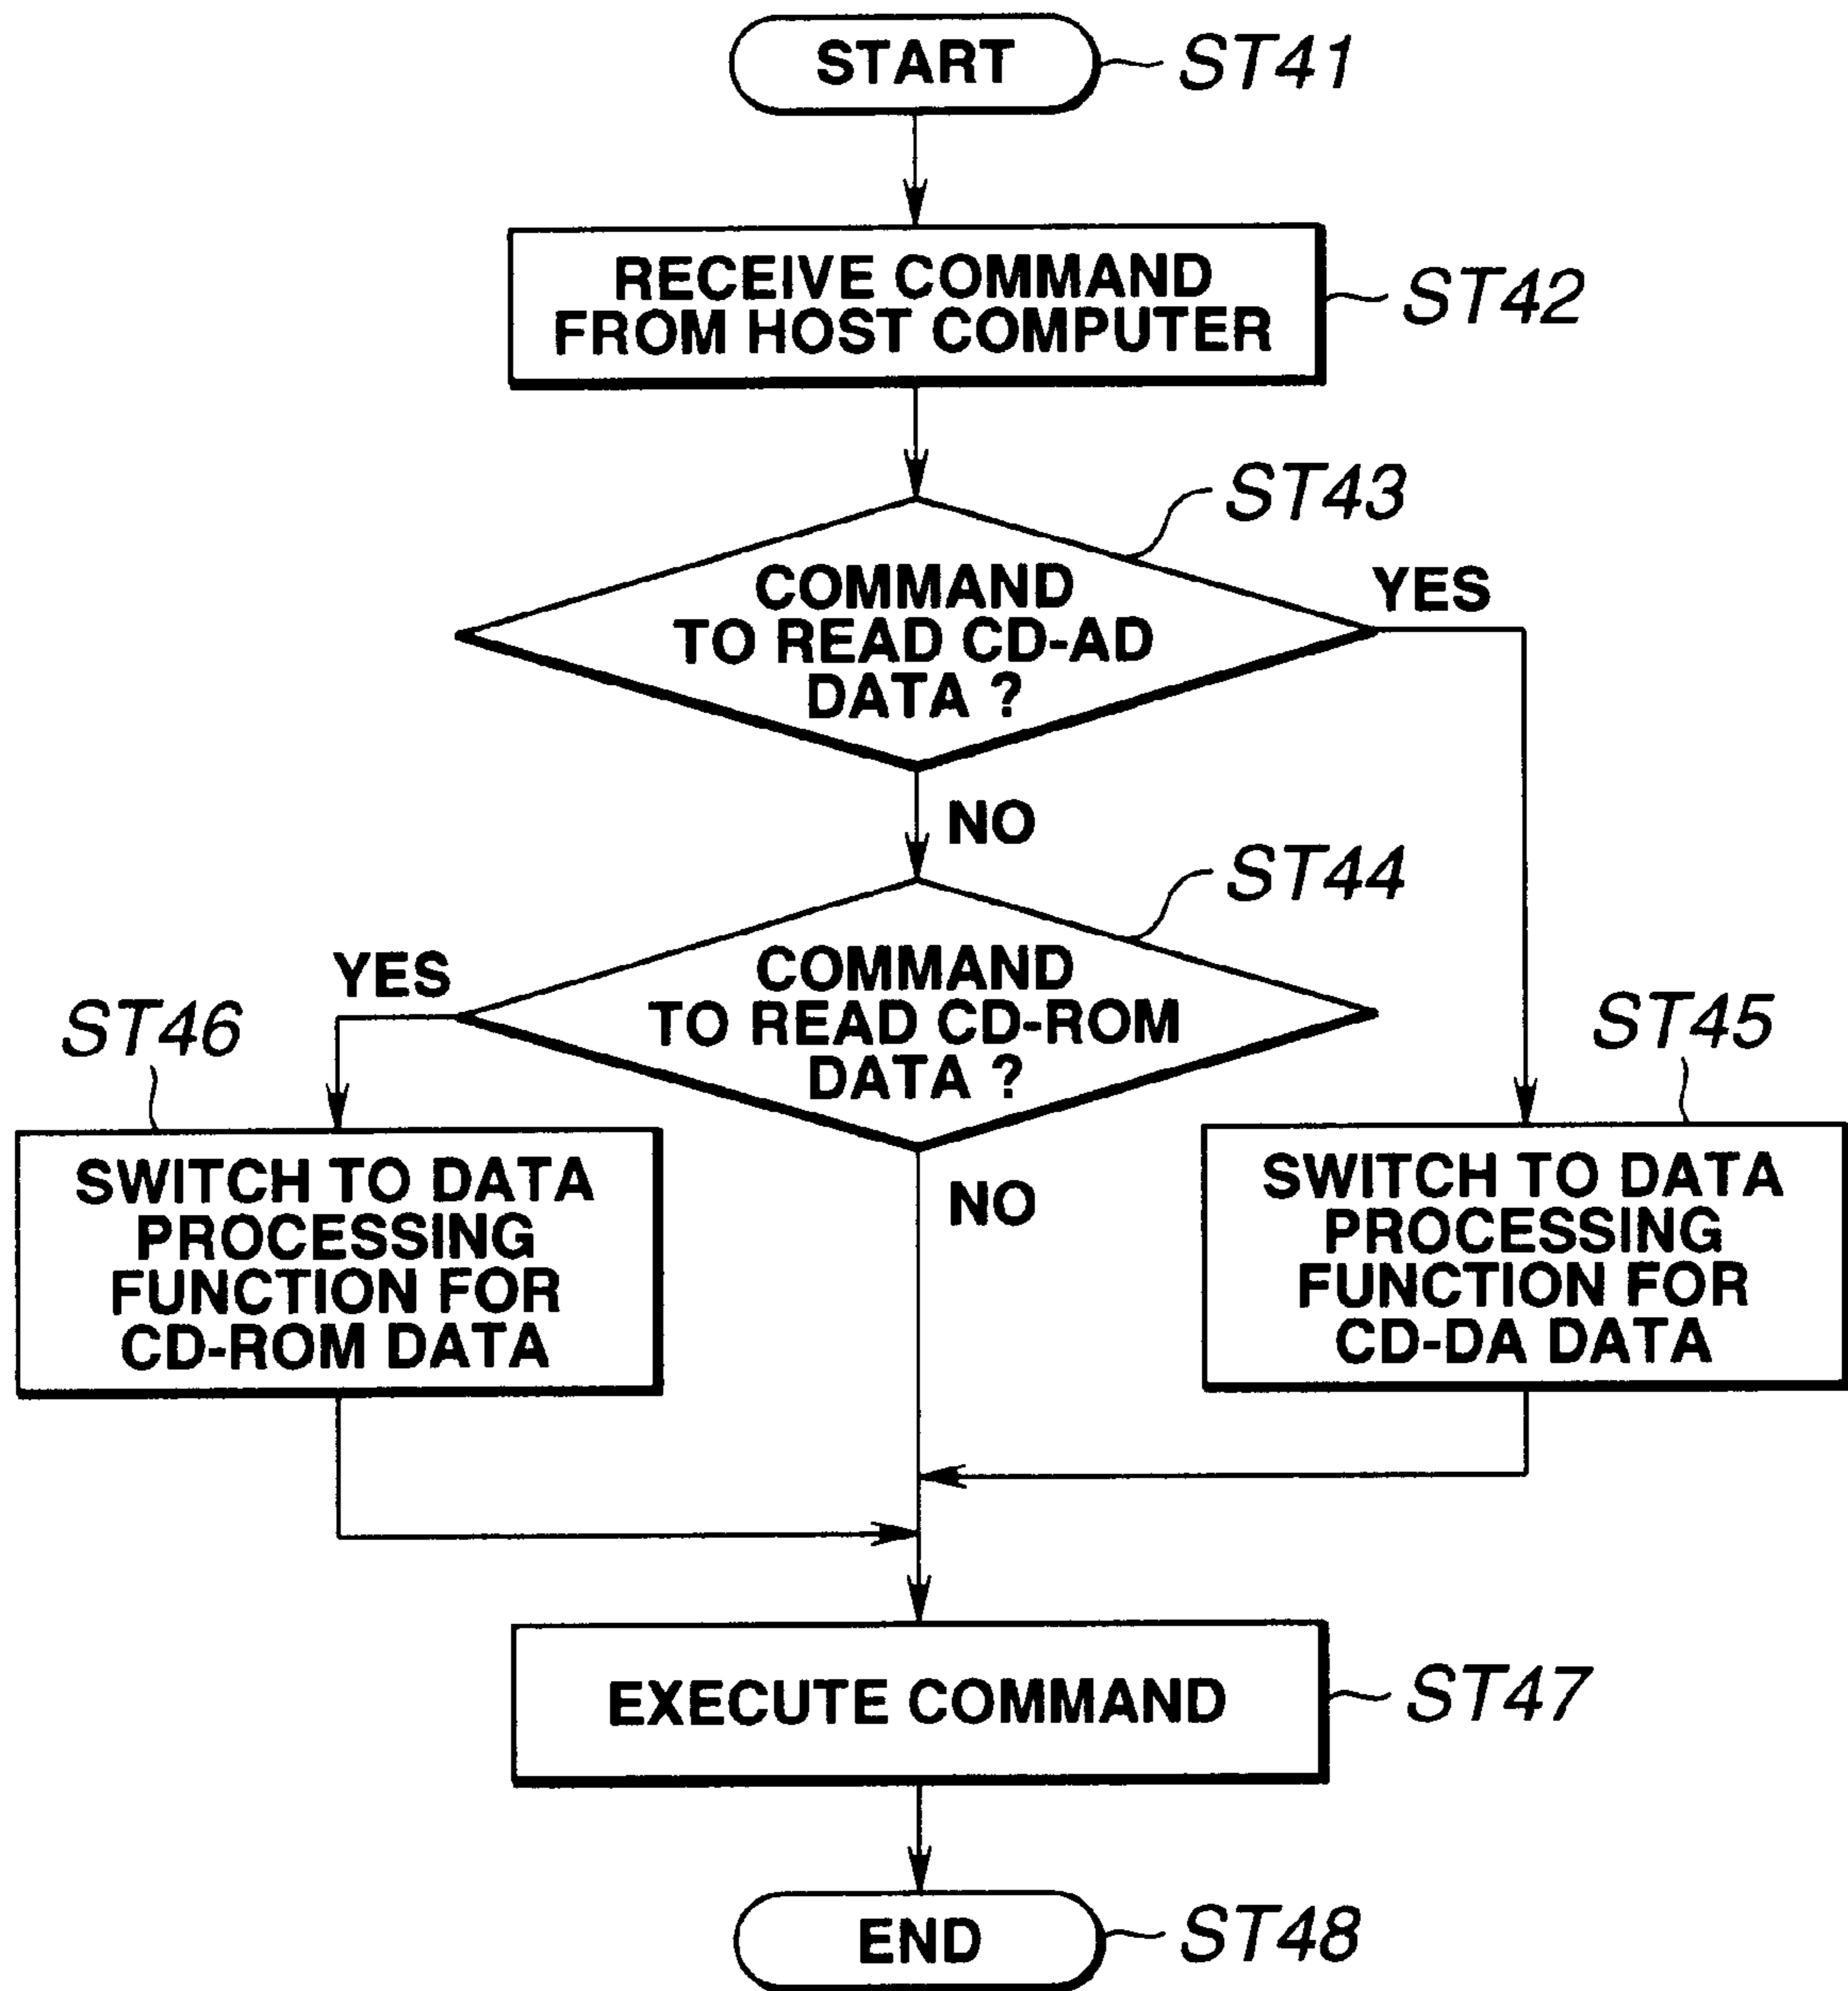 START
ST41
RECEIVE COMMAND
FROM HOST COMPUTER
ST42
ST43
COMMAND
TO READ CD-AD
DATA ?
YES
NO
ST44
COMMAND
TO READ CD-ROM
DATA ?
YES
NO
ST46
SWITCH TO DATA
PROCESSING
FUNCTION FOR
CD-ROM DATA
ST45
SWITCH TO DATA
PROCESSING
FUNCTION FOR
CD-DA DATA
EXECUTE COMMAND
ST47
END
ST48